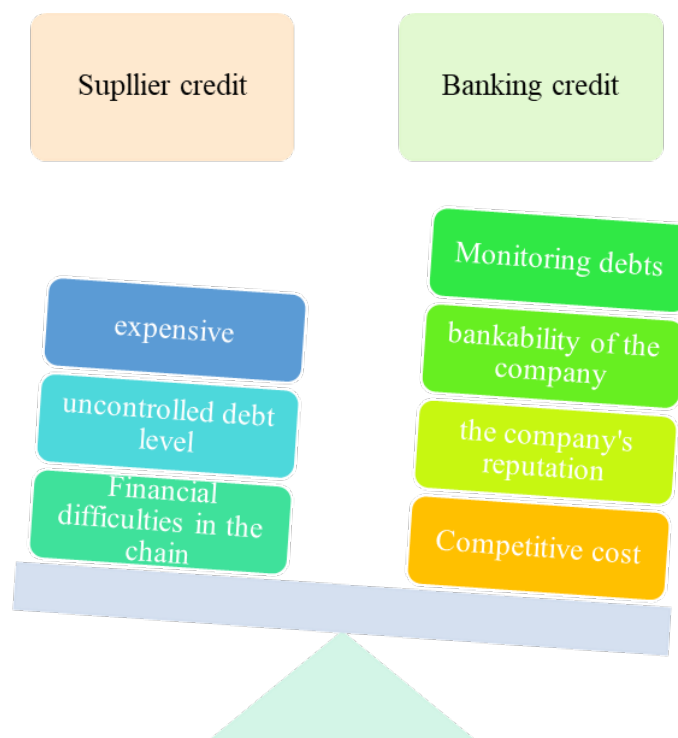 Supllier credit
Banking credit
expensive
uncontrolled debt
level
Financial
difficulties in the
chain
Monitoring debts
bankability of the
company
the company's
reputation
Competitive cost